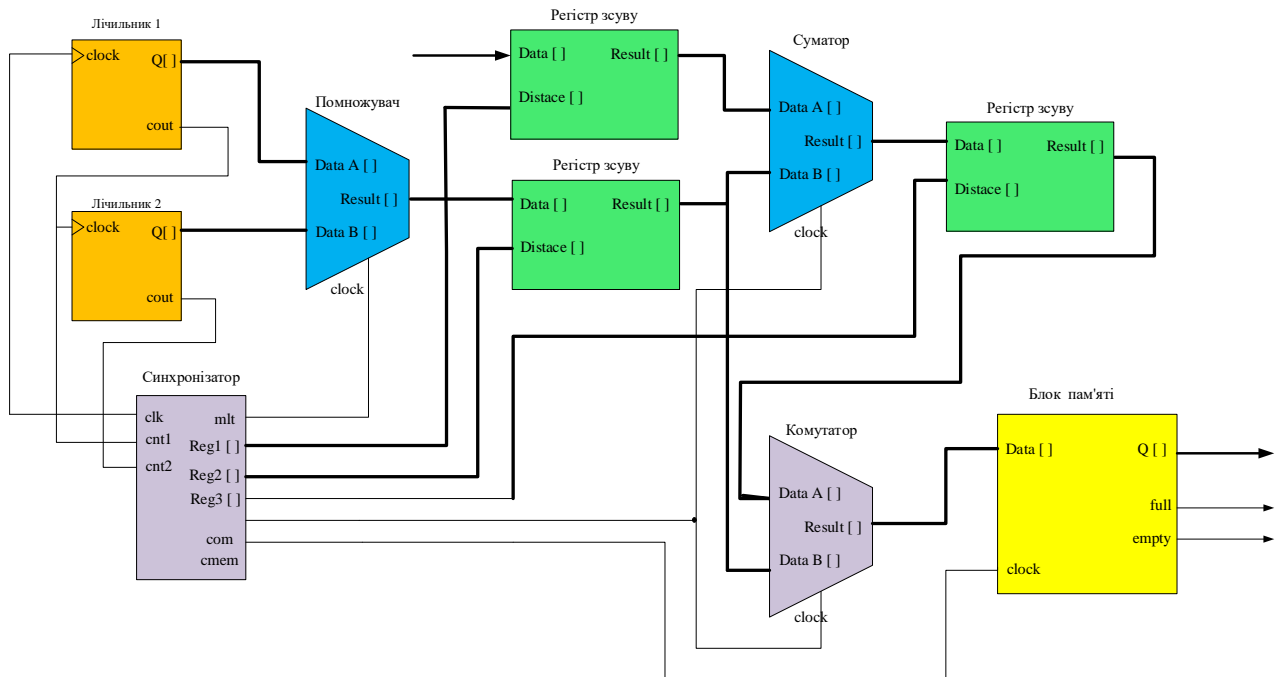 Лічильник 1
clock
Q[ ]
cout
Лічильник 2
clock
Q[ ]
cout
Помножувач
Data A [ ]
Result [ ]
Data B [ ]
clock
Регістр зсуву
Data [ ]
Result [ ]
Distace [ ]
Регістр зсуву
Data [ ]
Result [ ]
Distace [ ]
Суматор
Data A [ ]
Result [ ]
Data B [ ]
clock
Регістр зсуву
Data [ ]
Result [ ]
Distace [ ]
Синхронізатор
clk
mlt
cnt1
Reg1 [ ]
cnt2
Reg2 [ ]
Reg3 [ ]
com
cmem
Комутатор
Data A [ ]
Result [ ]
Data B [ ]
clock
Блок пам'яті
Data [ ]
Q [ ]
full
empty
clock